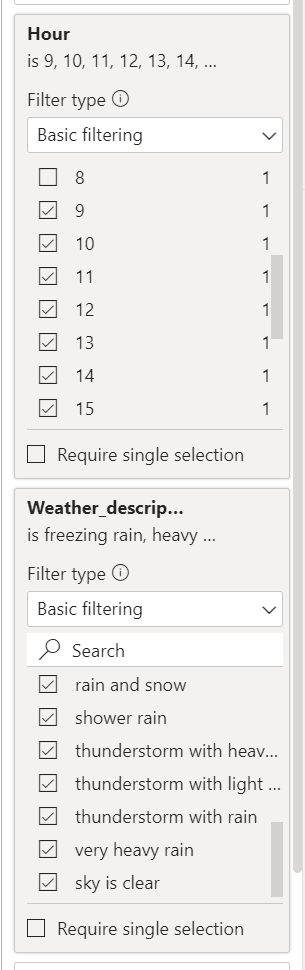 Hour
is 9, 10, 11, 12, 13, 14, ...
Filter type
Basic filtering
8 1
9 1
10 1
11 1
12 1
13 1
14 1
15 1
Require single selection
Weather_descrip...
is freezing rain, heavy ...
Filter type
Basic filtering
Search
rain and snow
shower rain
thunderstorm with heav...
thunderstorm with light ...
thunderstorm with rain
very heavy rain
sky is clear
Require single selection